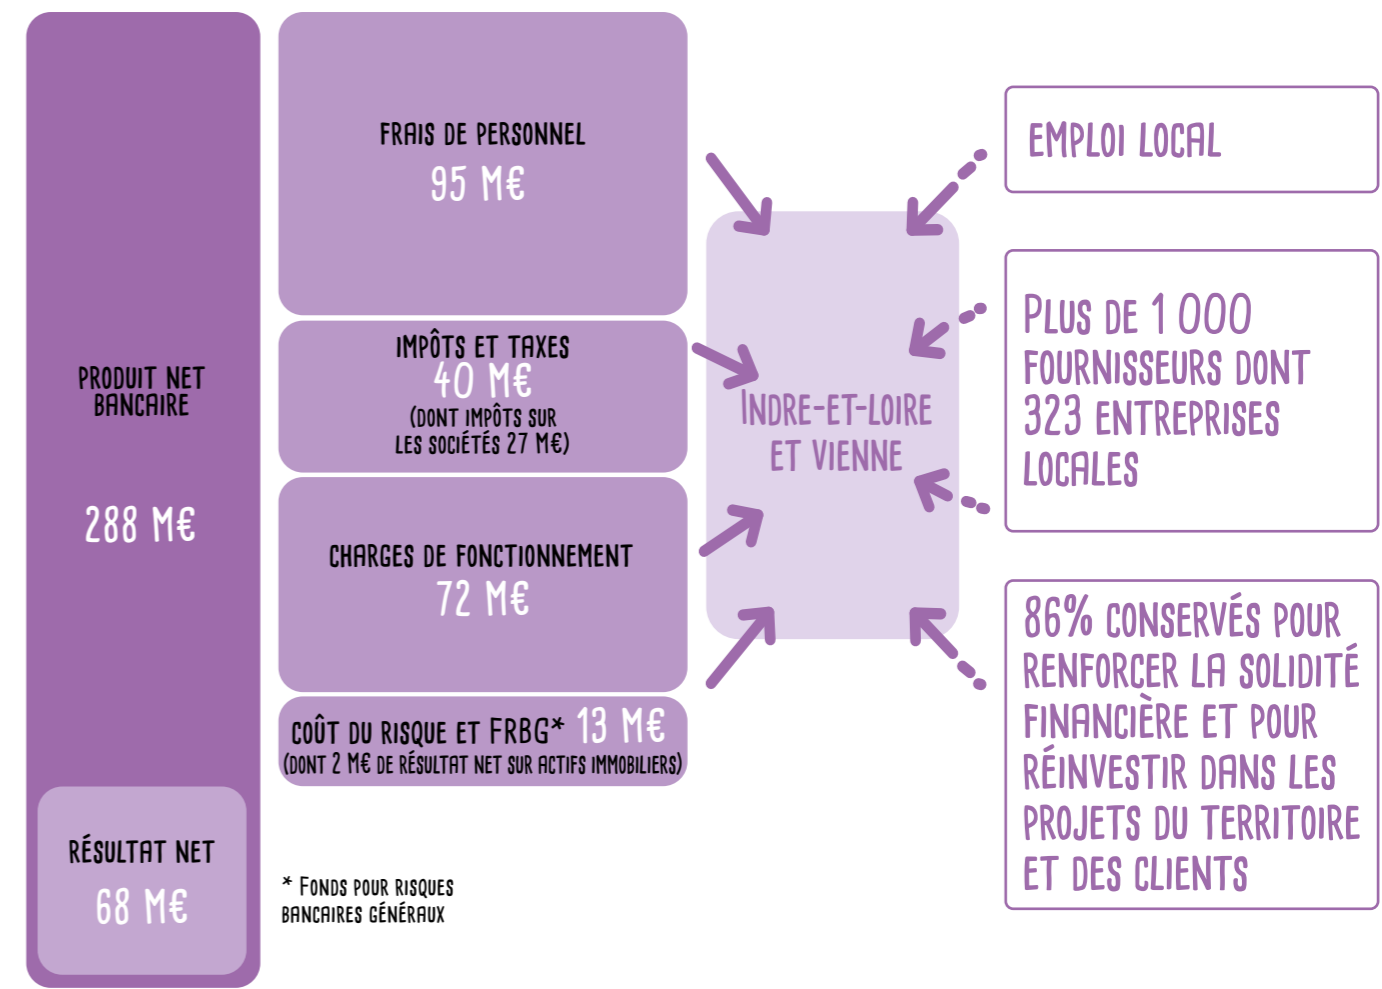 PRODUIT NET
BANCAIRE
288 M€
RÉSULTAT NET
68 M€
FRAIS DE PERSONNEL
95 M€
IMPÔTS ET TAXES
40 M€
(DONT IMPÔTS SUR
LES SOCIÉTÉS 27 M€)
CHARGES DE FONCTIONNEMENT
72 M€
COÛT DU RISQUE ET FRBG* 13 M€
(DONT 2 M€ DE RÉSULTAT NET SUR ACTIFS IMMOBILIERS)
* FONDS POUR RISQUES
BANCAIRES GÉNÉRAUX
INDRE-ET-LOIRE
ET VIENNE
EMPLOI LOCAL
PLUS DE 1 000
FOURNISSEURS DONT
323 ENTREPRISES
LOCALES
86% CONSERVÉS POUR
RENFORCER LA SOLIDITÉ
FINANCIÈRE ET POUR
RÉINVESTIR DANS LES
PROJETS DU TERRITOIRE
ET DES CLIENTS